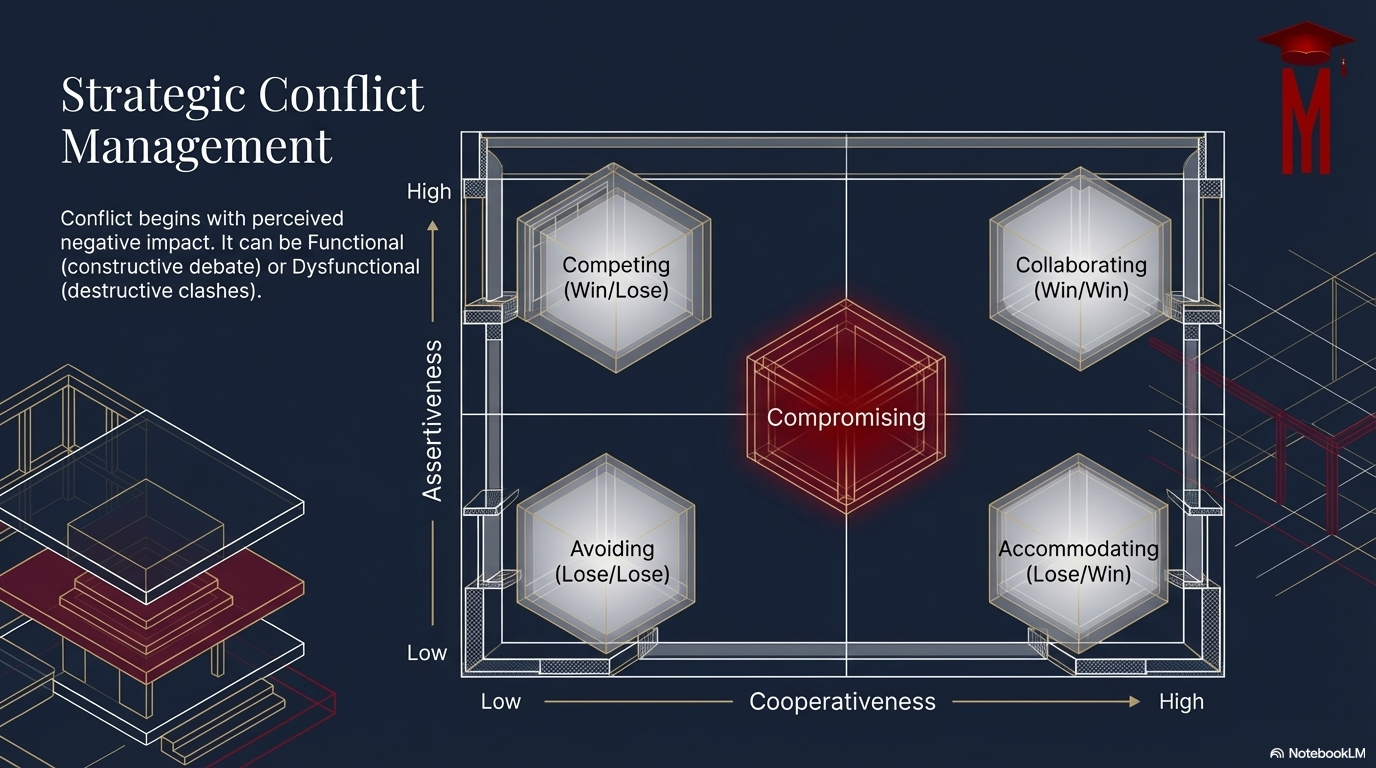 Strategic Conflict
Management
Conflict begins with perceived
negative impact. It can be Functional
(constructive debate) or Dysfunctional
(destructive clashes).
High
Assertiveness
Low
Competing
(Win/Lose)
Collaborating
(Win/Win)
Compromising
Avoiding
(Lose/Lose)
Accommodating
(Lose/Win)
Low
Cooperativeness
High
M
NotebookLM